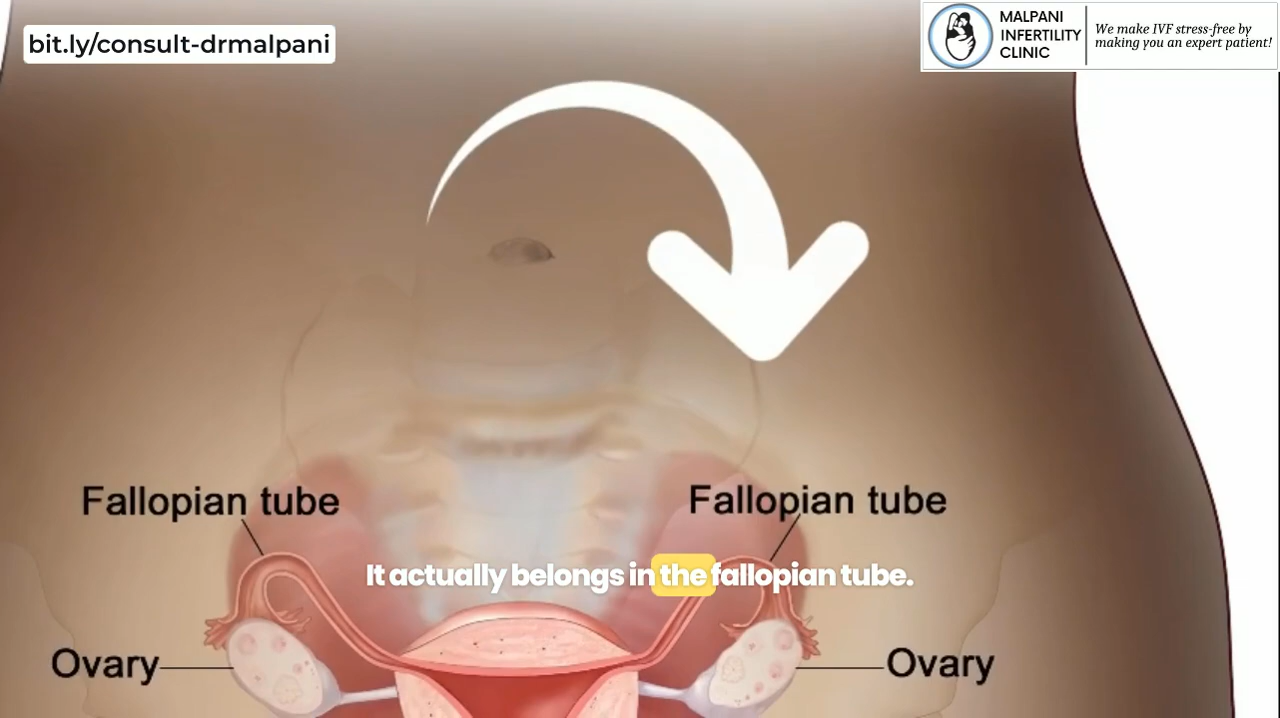 bit.ly/consult-drmalpani
MALPANI
INFERTILITY
CLINIC
We make IVF stress-free by
making you an expert patient!
Fallopian tube
Fallopian tube
It actually belongs in the fallopian tube.
Ovary
Ovary